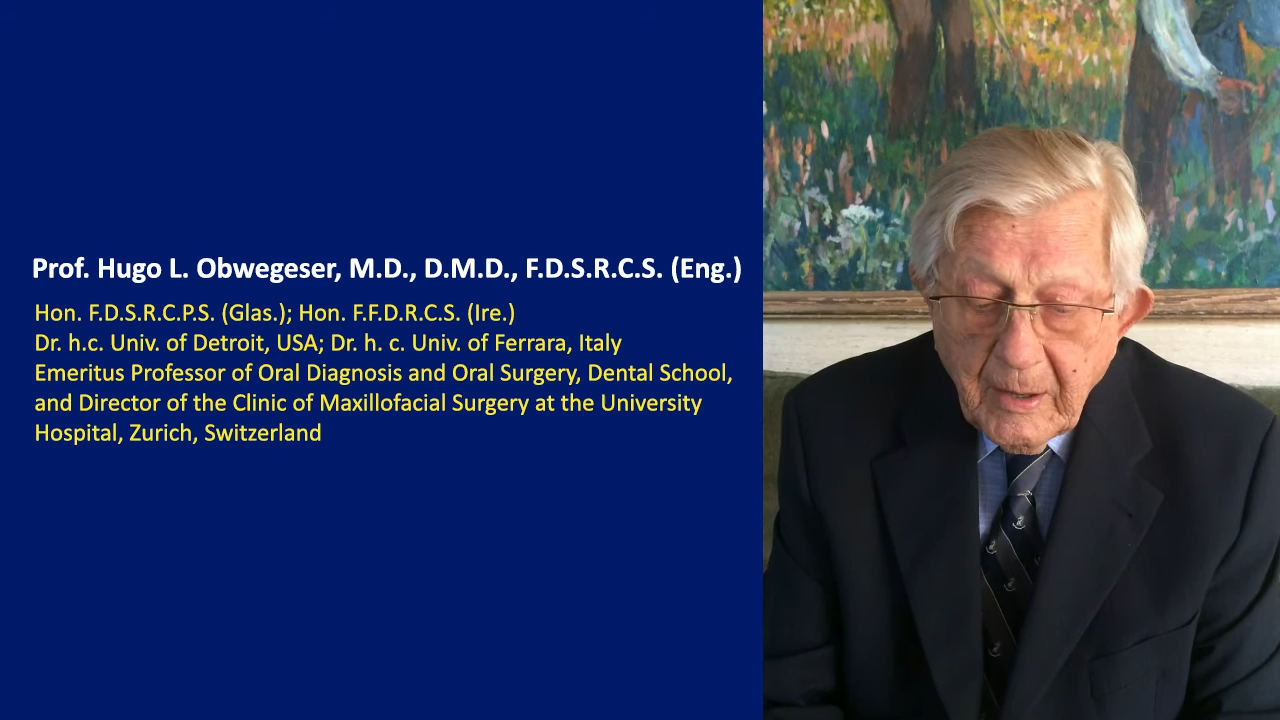 Prof. Hugo L. Obwegeser, M.D., D.M.D., F.D.S.R.C.S. (Eng.)
Hon. F.D.S.R.C.P.S. (Glas.); Hon. F.F.D.R.C.S. (Ire.)
Dr. h.c. Univ. of Detroit, USA; Dr. h. c. Univ. of Ferrara, Italy
Emeritus Professor of Oral Diagnosis and Oral Surgery, Dental School,
and Director of the Clinic of Maxillofacial Surgery at the University
Hospital, Zurich, Switzerland